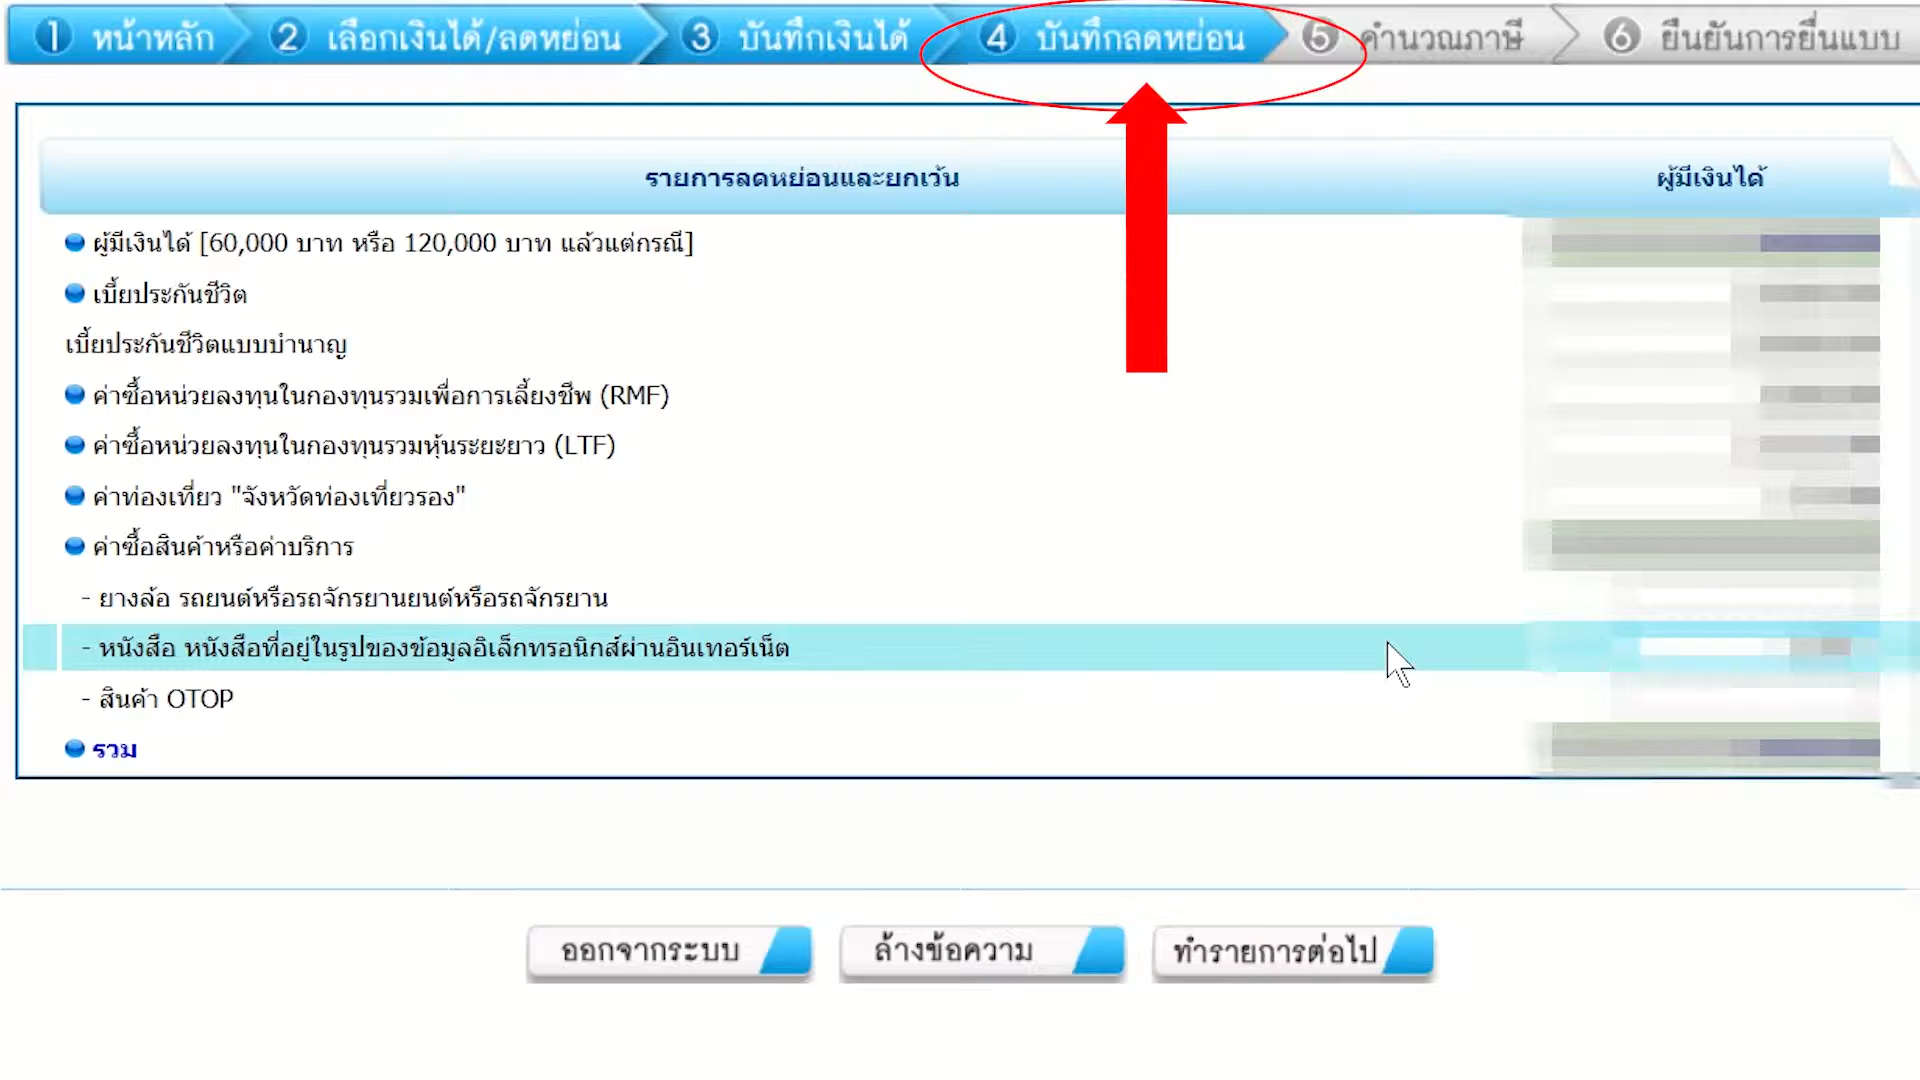 1 หน้าหลัก 2 เลือกเงินได้/ลดหย่อน 3 บันทึกเงินได้ 4 บันทึกลดหย่อน 5 คำนวณภาษี 6 ยืนยันการยื่นแบบ
รายการลดหย่อนและยกเว้น ผู้มีเงินได้
ผู้มีเงินได้ [60,000 บาท หรือ 120,000 บาท แล้วแต่กรณี]
เบี้ยประกันชีวิต
เบี้ยประกันชีวิตแบบบำนาญ
ค่าซื้อหน่วยลงทุนในกองทุนรวมเพื่อการเลี้ยงชีพ (RMF)
ค่าซื้อหน่วยลงทุนในกองทุนรวมหุ้นระยะยาว (LTF)
ค่าท่องเที่ยว "จังหวัดท่องเที่ยวรอง"
ค่าซื้อสินค้าหรือค่าบริการ
- ยางล้อ รถยนต์หรือรถจักรยานยนต์หรือรถจักรยาน
- หนังสือ หนังสือที่อยู่ในรูปของข้อมูลอิเล็กทรอนิกส์ผ่านอินเทอร์เน็ต
- สินค้า OTOP
รวม
ออกจากระบบ ล้างข้อความ ทำรายการต่อไป